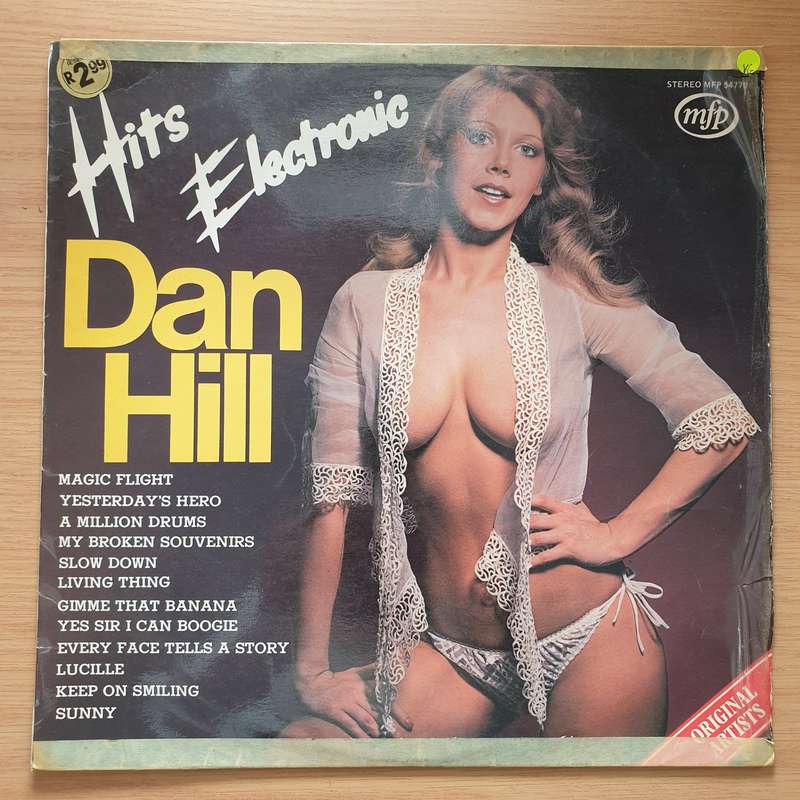 R 2 99
Hits
Electronic
STEREO MFP
mfp
Dan
Hill
MAGIC FLIGHT
YESTERDAY'S HERO
A MILLION DRUMS
MY BROKEN SOUVENIRS
SLOW DOWN
LIVING THING
GIMME THAT BANANA
YES SIR I CAN BOOGIE
EVERY FACE TELLS A STORY
LUCILLE
KEEP ON SMILING
SUNNY
ORIGINAL
ARTISTS